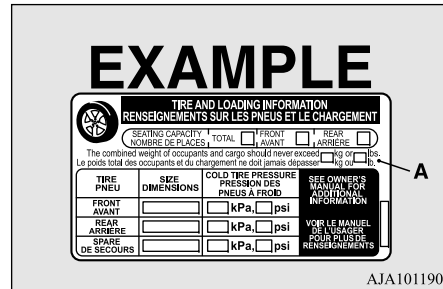 EXAMPLE
TIRE AND LOADING INFORMATION
RENSEIGNEMENTS SUR LES PNEUS ET LE CHARGEMENT
SEATING CAPACITY TOTAL FRONT REAR
NOMBRE DE PLACES AVANT ARRIÈRE
The combined weight of occupants and cargo should never exceed kg or lbs.
Le poids total des occupants et du chargement ne doit jamais dépasser kg ou lb.
A
TIRE SIZE COLD TIRE PRESSURE SEE OWNER'S
PNEU DIMENSIONS PRESSION DES MANUAL FOR
PNEUS A FROID ADDITIONAL
INFORMATION
FRONT
AVANT kPa, psi
REAR
ARRIÈRE kPa, psi
SPARE
DE SECOURS kPa, psi
VOIR LE MANUEL
DE L'USAGER
POUR PLUS DE
RENSEIGNEMENTS
AJA101190